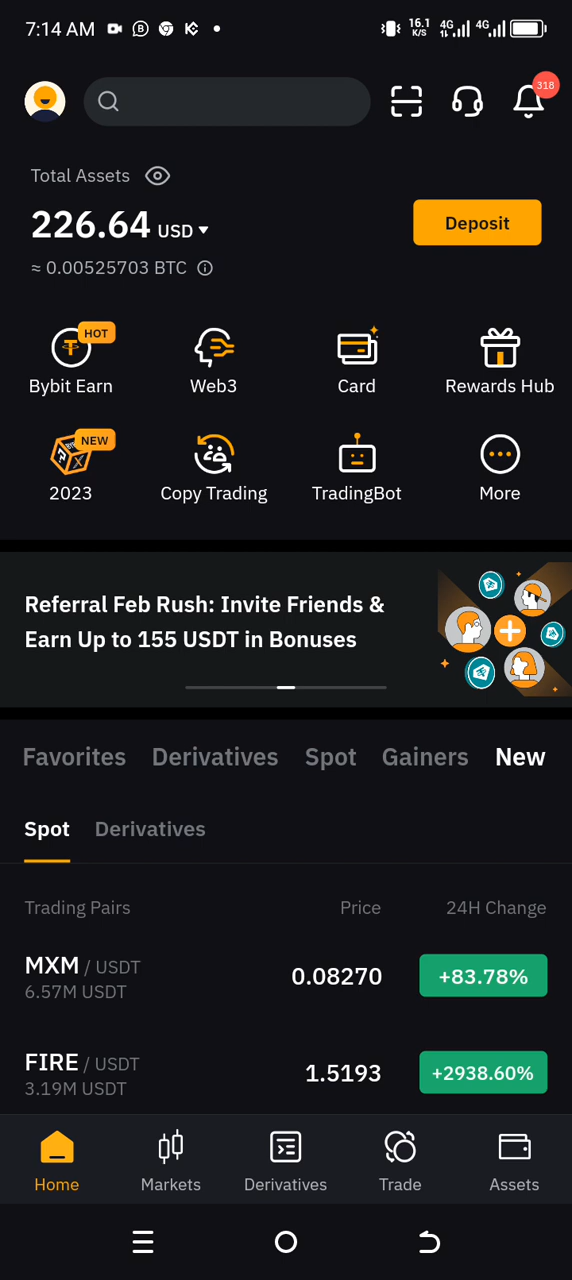 7:14 AM
16.1 K/S 4G 4G
318
Total Assets
226.64 USD
Deposit
≈ 0.00525703 BTC
HOT
Bybit Earn Web3 Card Rewards Hub
NEW
2023 Copy Trading TradingBot More
Referral Feb Rush: Invite Friends &
Earn Up to 155 USDT in Bonuses
Favorites Derivatives Spot Gainers New
Spot Derivatives
Trading Pairs Price 24H Change
MXM / USDT 0.08270 +83.78%
6.57M USDT
FIRE / USDT 1.5193 +2938.60%
3.19M USDT
Home Markets Derivatives Trade Assets